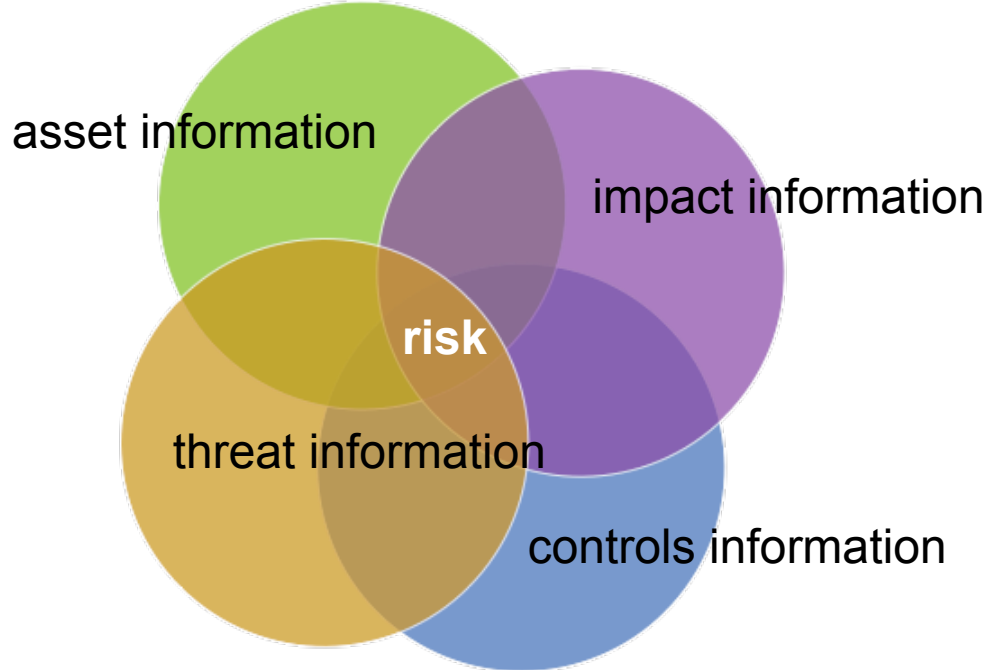 asset information
impact information
risk
threat information
controls information